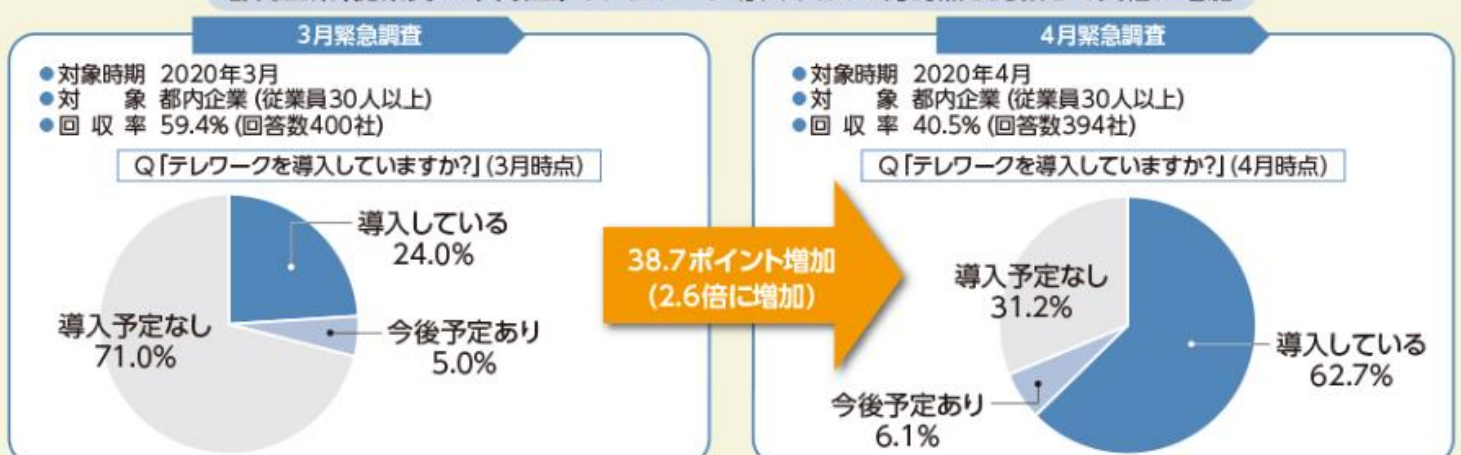 3月緊急調査
●対象時期 2020年3月
●対　　象 都内企業(従業員30人以上)
●回 収 率 59.4%(回答数400社)
Q「テレワークを導入していますか?」(3月時点)
導入している
24.0%
導入予定なし
71.0%
今後予定あり
5.0%
38.7ポイント増加
(2.6倍に増加)
4月緊急調査
●対象時期 2020年4月
●対　　象 都内企業(従業員30人以上)
●回 収 率 40.5%(回答数394社)
Q「テレワークを導入していますか?」(4月時点)
導入予定なし
31.2%
導入している
62.7%
今後予定あり
6.1%